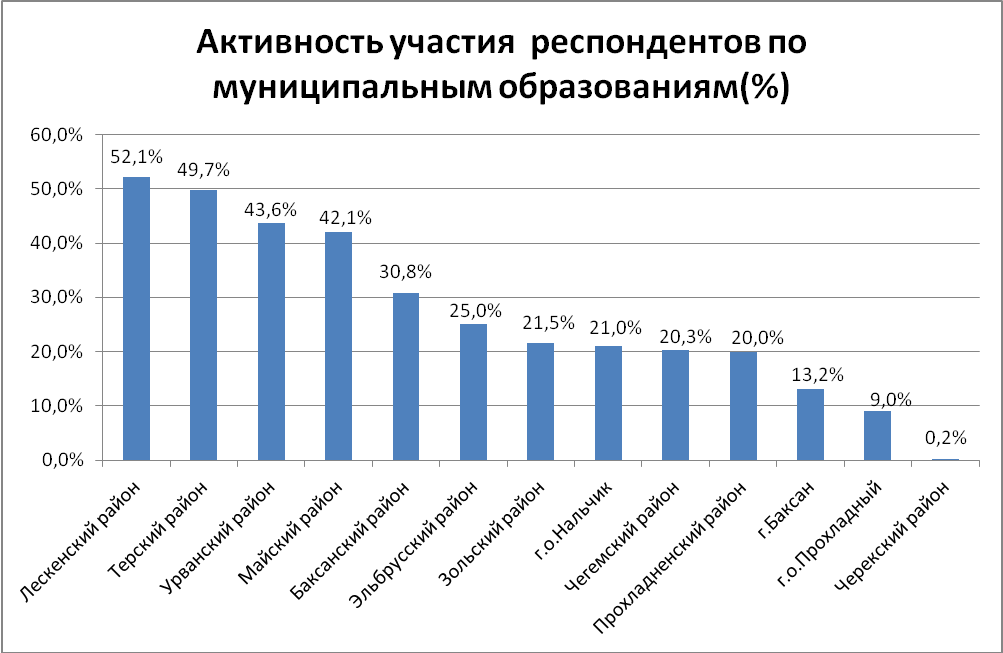 Активность участия респондентов по
муниципальным образованиям(%)
60,0%
50,0%
40,0%
30,0%
20,0%
10,0%
0,0%
52,1%
49,7%
43,6%
42,1%
30,8%
25,0%
21,5%
21,0%
20,3%
20,0%
13,2%
9,0%
0,2%
Лескенский район
Терский район
Урванский район
Майский район
Баксанский район
Эльбрусский район
Зольский район
г.о.Нальчик
Чегемский район
Прохладненский район
г.Баксан
г.о.Прохладный
Черекский район